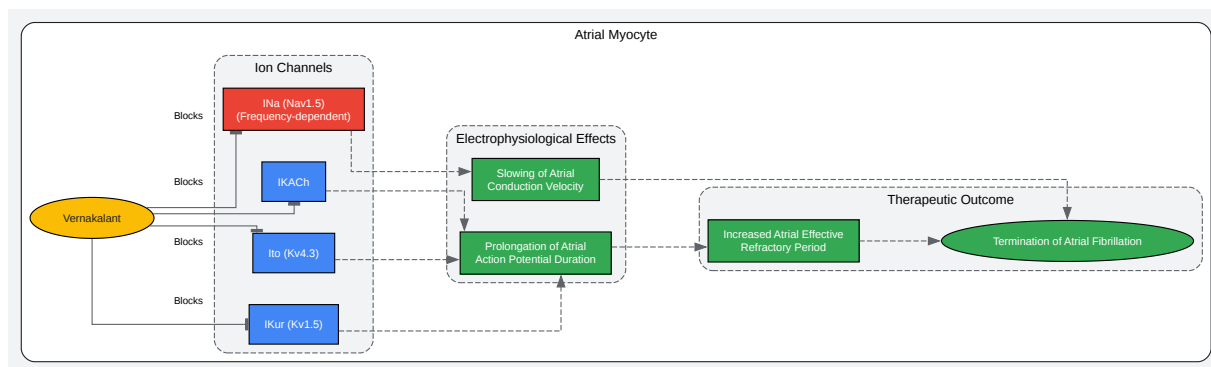 Atrial Myocyte
Ion Channels
Blocks
INa (Nav1.5)
(Frequency-dependent)
Electrophysiological Effects
Blocks
IKACh
Slowing of Atrial
Conduction Velocity
Therapeutic Outcome
Vernakalant
Blocks
Ito (Kv4.3)
Prolongation of Atrial
Action Potential Duration
Increased Atrial Effective
Refractory Period
Termination of Atrial Fibrillation
Blocks
IKur (Kv1.5)